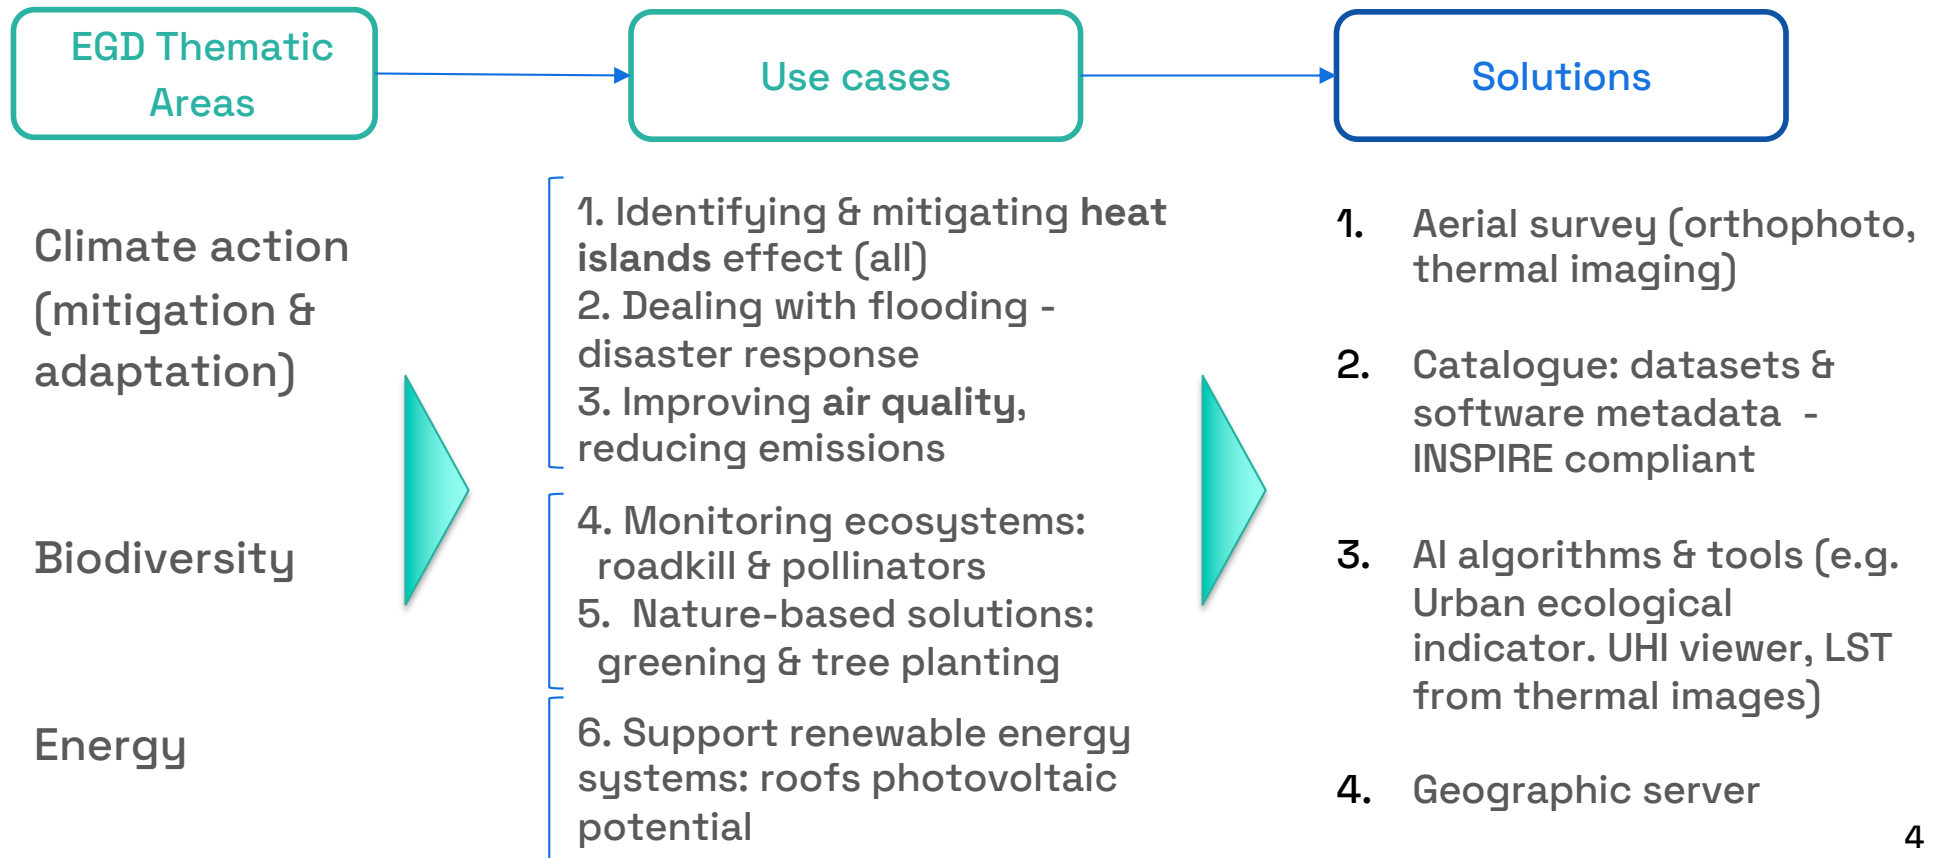 EGD Thematic
Areas
Use cases
Solutions
Climate action
(mitigation &
adaptation)
Biodiversity
Energy
1. Identifying & mitigating heat
islands effect (all)
2. Dealing with flooding -
disaster response
3. Improving air quality,
reducing emissions
4. Monitoring ecosystems:
roadkill & pollinators
5. Nature-based solutions:
greening & tree planting
6. Support renewable energy
systems: roofs photovoltaic
potential
1. Aerial survey (orthophoto,
thermal imaging)
2. Catalogue: datasets &
software metadata -
INSPIRE compliant
3. AI algorithms & tools (e.g.
Urban ecological
indicator. UHI viewer, LST
from thermal images)
4. Geographic server
4